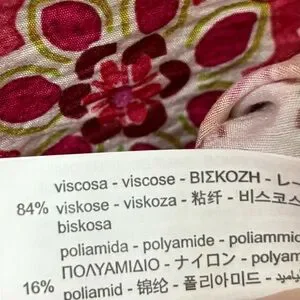 viscosa - viscose - ΒΙΣΚΟΖΗ -
84% viskose - viskoza - 粘纤 - 비스코스
biskosa
poliamida - polyamide - poliammid
ΠΟΛΥΑΜΙΔΙΟ - ナイロン - polyam
16% poliamid - 锦纶 - 폴리아미드 -